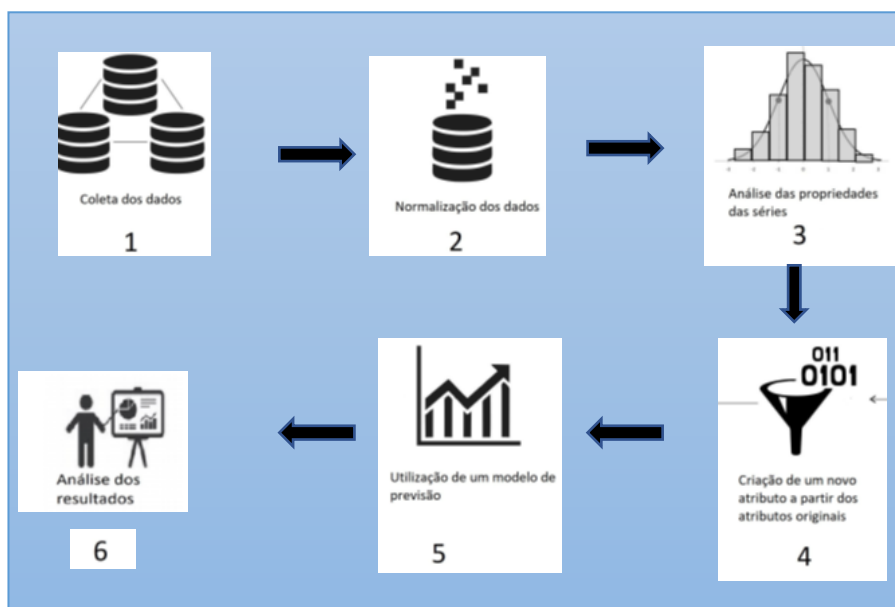 Coleta dos dados
1
Normalização dos dados
2
Análise das propriedades
das séries
3
011
0101
Criação de um novo
atributo a partir dos
atributos originais
4
Utilização de um modelo de
previsão
5
Análise dos
resultados
6